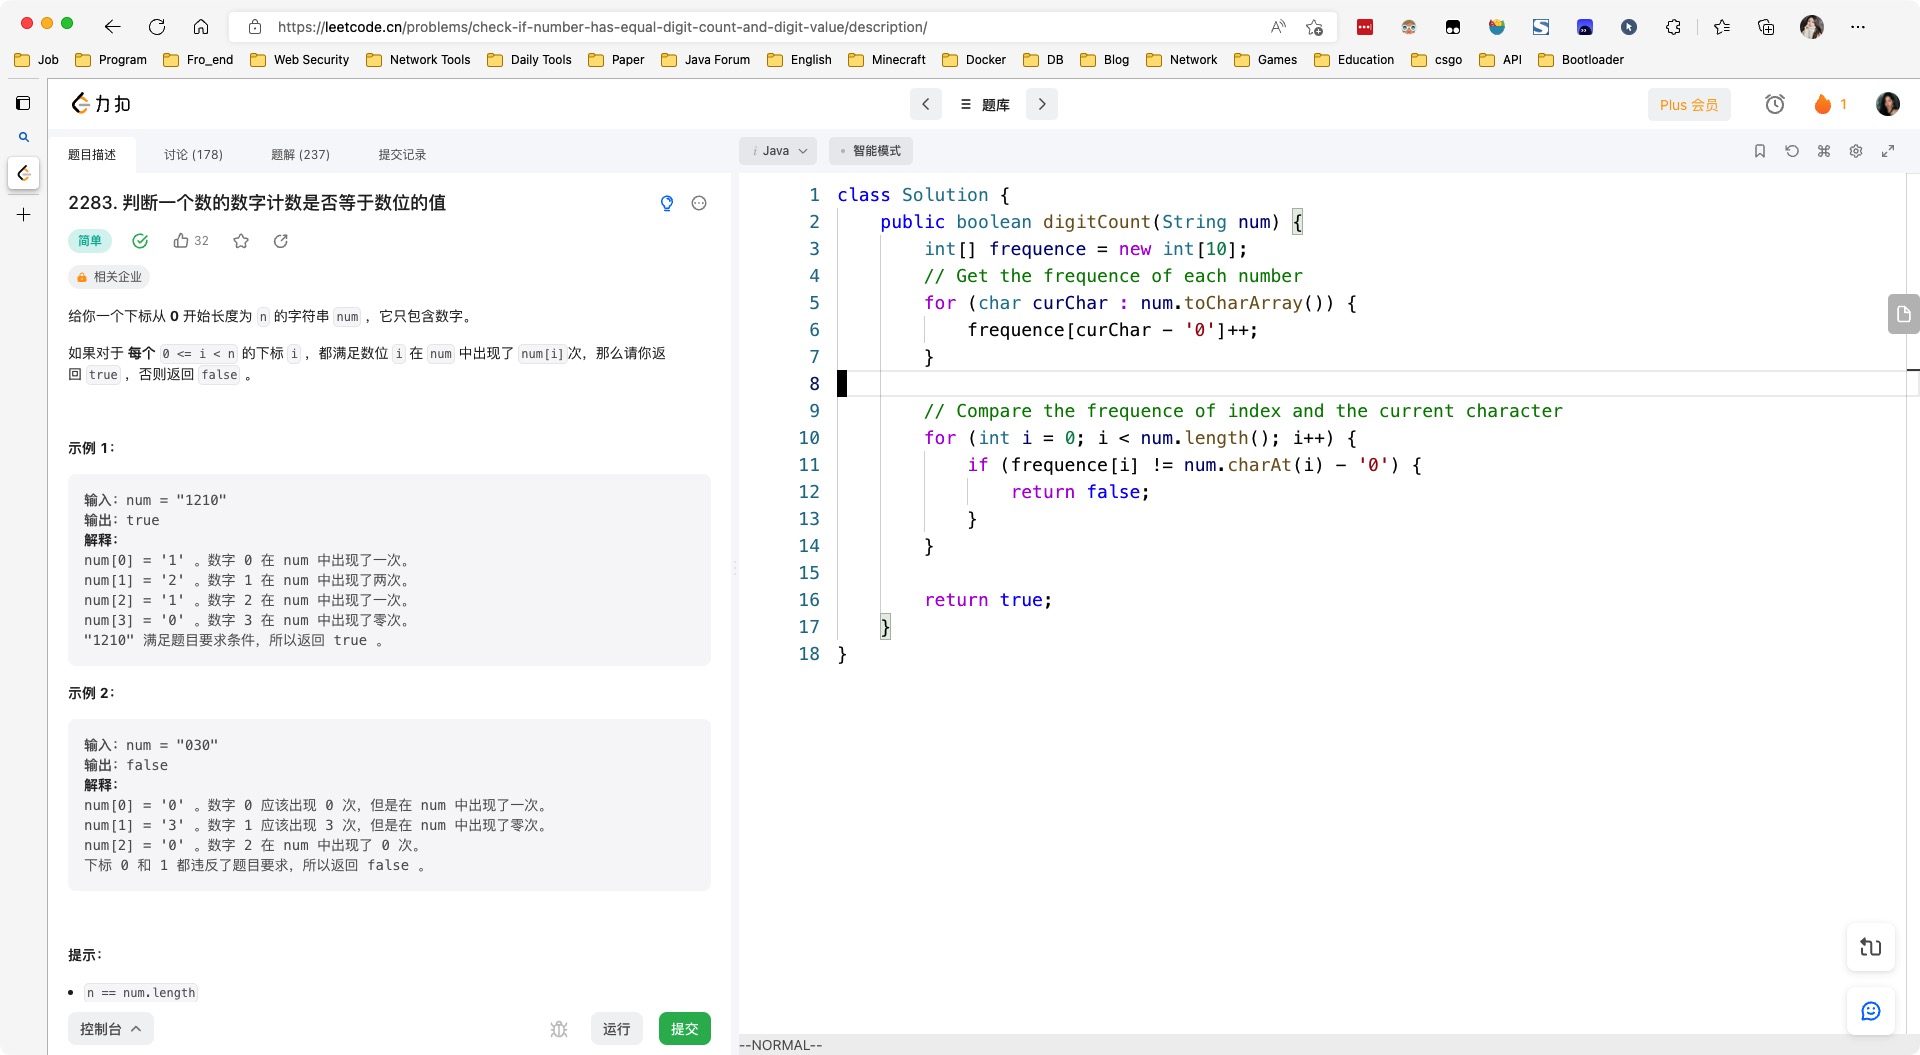 https://leetcode.cn/problems/check-if-number-has-equal-digit-count-and-digit-value/description/
Job Program Fro_end Web Security Network Tools Daily Tools Paper Java Forum English Minecraft Docker DB Blog Network Games Education csgo API Bootloader
力扣
题库
Plus 会员
1
题目描述 讨论 (178) 题解 (237) 提交记录
2283. 判断一个数的数字计数是否等于数位的值
简单 32
相关企业
给你一个下标从 0 开始长度为 n 的字符串 num ，它只包含数字。
如果对于 每个 0 <= i < n 的下标 i ，都满足数位 i 在 num 中出现了 num[i]次，那么请你返
回 true ，否则返回 false 。
示例 1：
输入：num = "1210"
输出：true
解释：
num[0] = '1' 。数字 0 在 num 中出现了一次。
num[1] = '2' 。数字 1 在 num 中出现了两次。
num[2] = '1' 。数字 2 在 num 中出现了一次。
num[3] = '0' 。数字 3 在 num 中出现了零次。
"1210" 满足题目要求条件，所以返回 true 。
示例 2：
输入：num = "030"
输出：false
解释：
num[0] = '0' 。数字 0 应该出现 0 次，但是在 num 中出现了一次。
num[1] = '3' 。数字 1 应该出现 3 次，但是在 num 中出现了零次。
num[2] = '0' 。数字 2 在 num 中出现了 0 次。
下标 0 和 1 都违反了题目要求，所以返回 false 。
提示：
n == num.length
控制台 运行 提交
i Java 智能模式
1 class Solution {
2 public boolean digitCount(String num) {
3 int[] frequence = new int[10];
4 // Get the frequence of each number
5 for (char curChar : num.toCharArray()) {
6 frequence[curChar - '0']++;
7 }
8
9 // Compare the frequence of index and the current character
10 for (int i = 0; i < num.length(); i++) {
11 if (frequence[i] != num.charAt(i) - '0') {
12 return false;
13 }
14 }
15
16 return true;
17 }
18 }
--NORMAL--